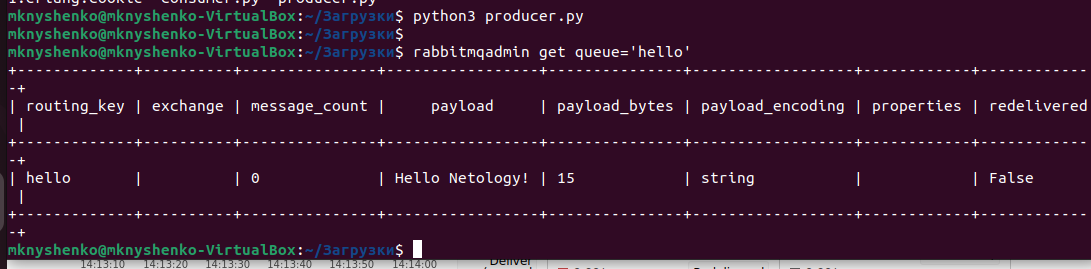 1.erlang.cookie  consumer.py  producer.py
mknyshenko@mknyshenko-VirtualBox:~/Загрузки$ python3 producer.py
mknyshenko@mknyshenko-VirtualBox:~/Загрузки$
mknyshenko@mknyshenko-VirtualBox:~/Загрузки$ rabbitmqadmin get queue='hello'
+-------------+----------+---------------+----------------+---------------+------------------+------------+------------
-+
| routing_key | exchange | message_count |     payload    | payload_bytes | payload_encoding | properties | redelivered
 |
+-------------+----------+---------------+----------------+---------------+------------------+------------+------------
-+
| hello       |          | 0             | Hello Netology! | 15            | string           |            | False
 |
+-------------+----------+---------------+----------------+---------------+------------------+------------+------------
-+
mknyshenko@mknyshenko-VirtualBox:~/Загрузки$
14:13:10 14:13:20 14:13:30 14:13:40 14:13:50 14:14:00 Deliver